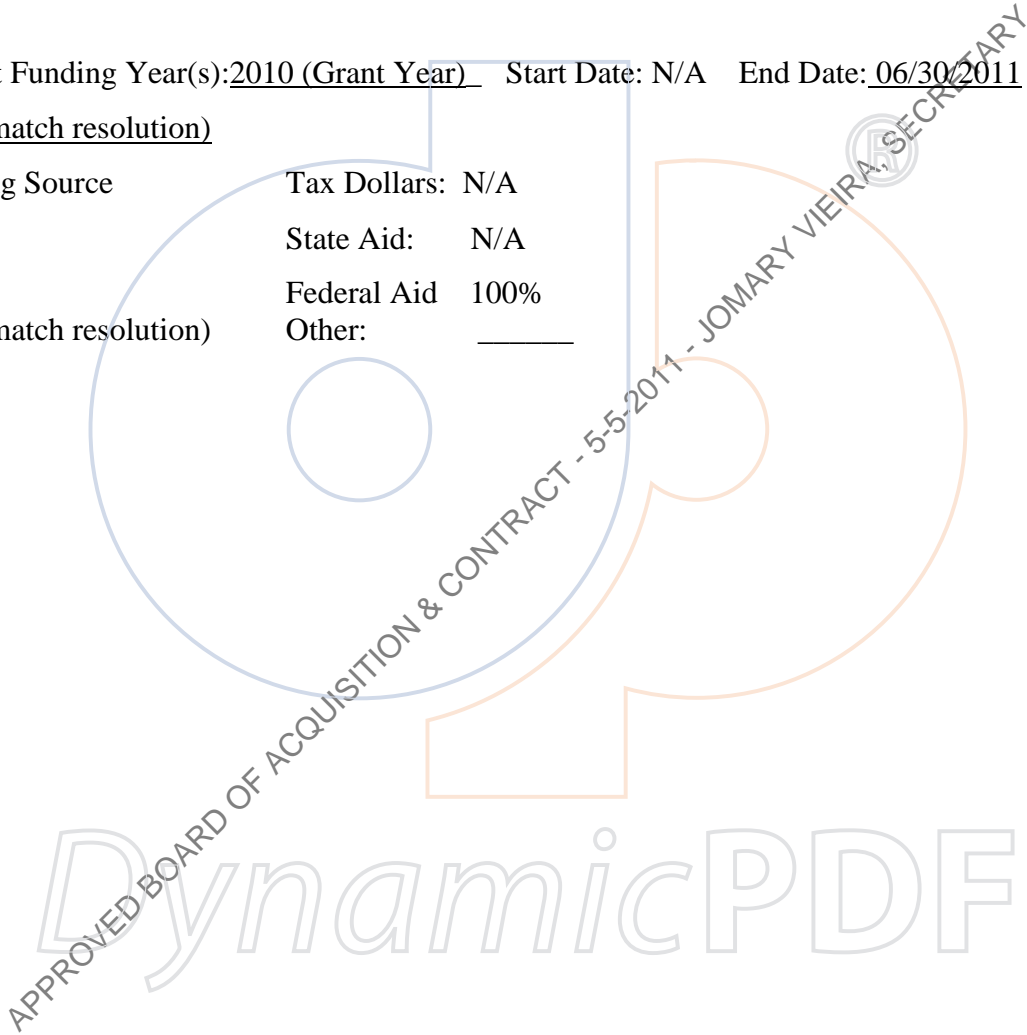 t Funding Year(s):2010 (Grant Year)_ Start Date: N/A End Date: 06/30/2011
match resolution)
g Source Tax Dollars: N/A
State Aid: N/A
Federal Aid 100%
match resolution) Other: ______
APPROVED BOARD OF ACQUISITION & CONTRACT - 5-5-2011 - JOMARY VIEIRA, SECRETARY
®
DynamicPDF